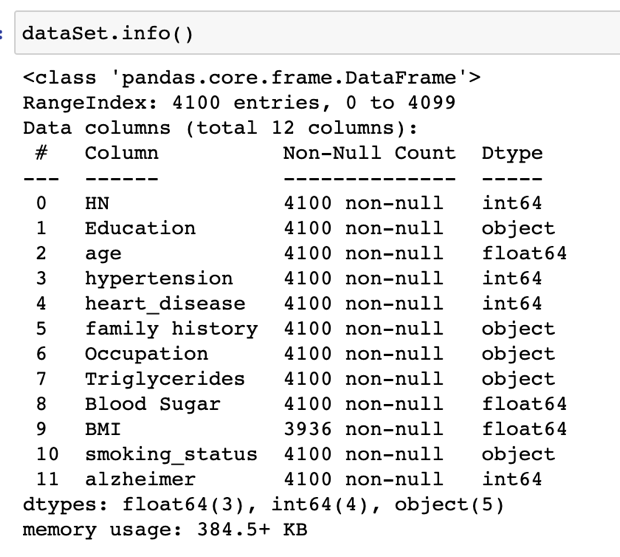 : dataSet.info()
<class 'pandas.core.frame.DataFrame'>
RangeIndex: 4100 entries, 0 to 4099
Data columns (total 12 columns):
 #   Column          Non-Null Count  Dtype
---  ------          --------------  -----
 0   HN              4100 non-null   int64
 1   Education       4100 non-null   object
 2   age             4100 non-null   float64
 3   hypertension    4100 non-null   int64
 4   heart_disease   4100 non-null   int64
 5   family history  4100 non-null   object
 6   Occupation      4100 non-null   object
 7   Triglycerides   4100 non-null   object
 8   Blood Sugar     4100 non-null   float64
 9   BMI             3936 non-null   float64
 10  smoking_status  4100 non-null   object
 11  alzheimer       4100 non-null   int64
dtypes: float64(3), int64(4), object(5)
memory usage: 384.5+ KB